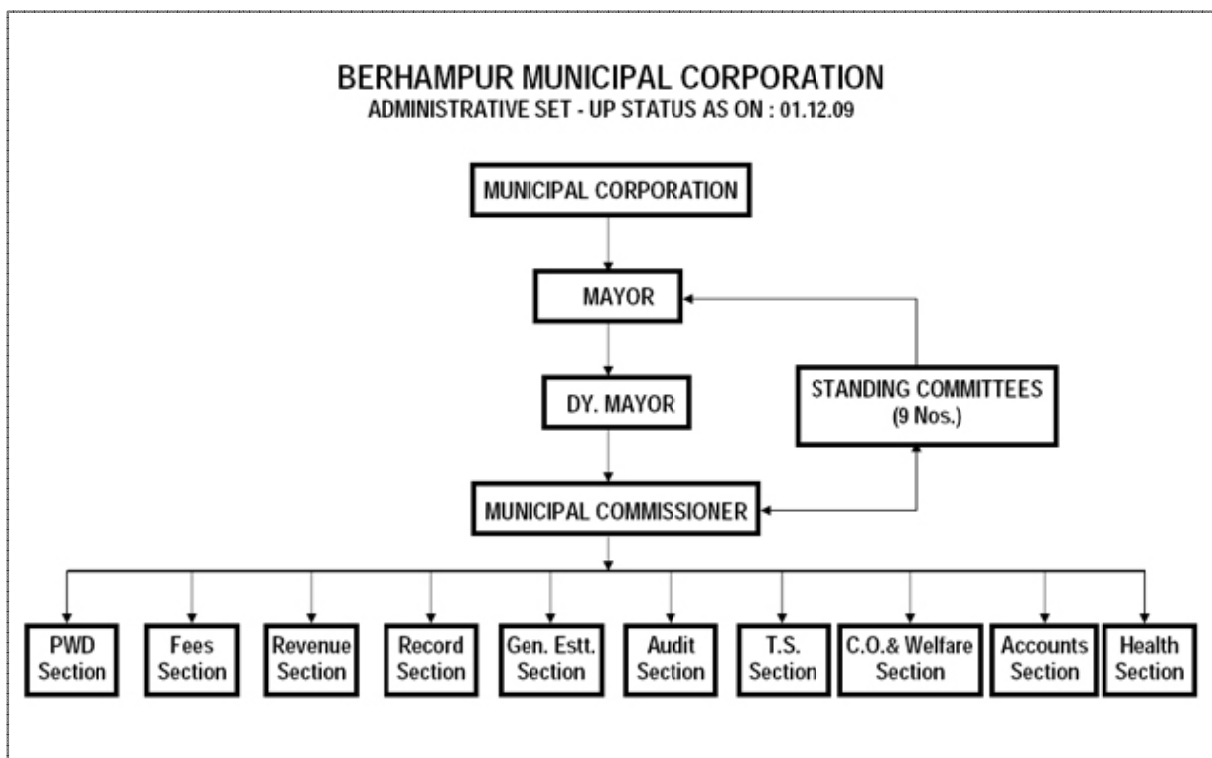 BERHAMPUR MUNICIPAL CORPORATION
ADMINISTRATIVE SET - UP STATUS AS ON : 01.12.09
MUNICIPAL CORPORATION
MAYOR
DY. MAYOR
STANDING COMMITTEES
(9 Nos.)
MUNICIPAL COMMISSIONER
PWD
Section
Fees
Section
Revenue
Section
Record
Section
Gen. Estt.
Section
Audit
Section
T.S.
Section
C.O.& Welfare
Section
Accounts
Section
Health
Section